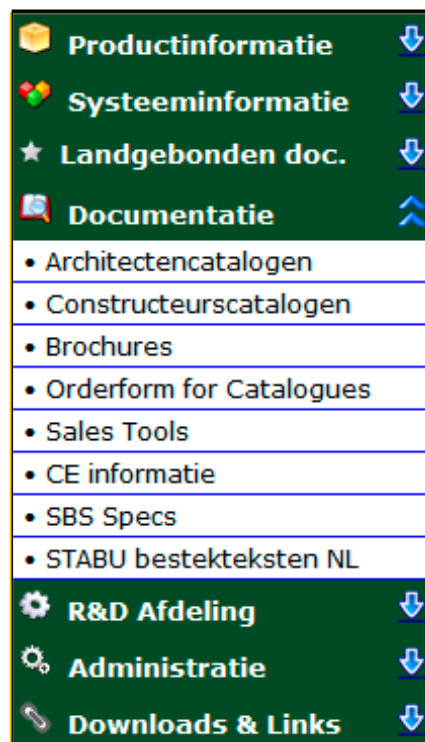 Productinformatie
Systeeminformatie
Landgebonden doc.
Documentatie
• Architectencatalogen
• Constructeurscatalogen
• Brochures
• Orderform for Catalogues
• Sales Tools
• CE informatie
• SBS Specs
• STABU bestekteksten NL
R&D Afdeling
Administratie
Downloads & Links